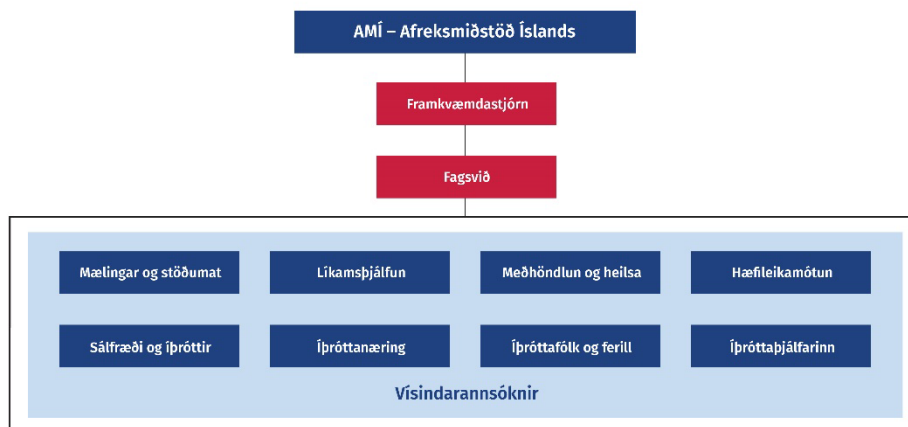 AMÍ – Afreksmiðstöð Íslands
Framkvæmdastjórn
Fagsvið
Mælingar og stöðumat
Líkamsþjálfun
Meðhöndlun og heilsa
Hæfileikamótun
Sálfræði og íþróttir
Íþróttanæring
Íþróttafólk og ferill
Íþróttaþjálfarinn
Vísindarannsóknir